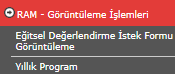 RAM - Görüntüleme İşlemleri
Eğitsel Değerlendirme İstek Formu
Görüntüleme
Yıllık Program